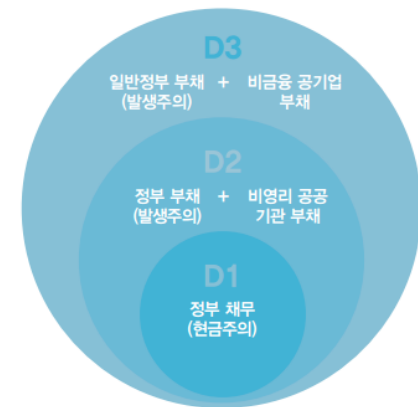 D3
일반정부 부채 + 비금융 공기업
(발생주의) 부채
D2
정부 부채 + 비영리 공공
(발생주의) 기관 부채
D1
정부 채무
(현금주의)